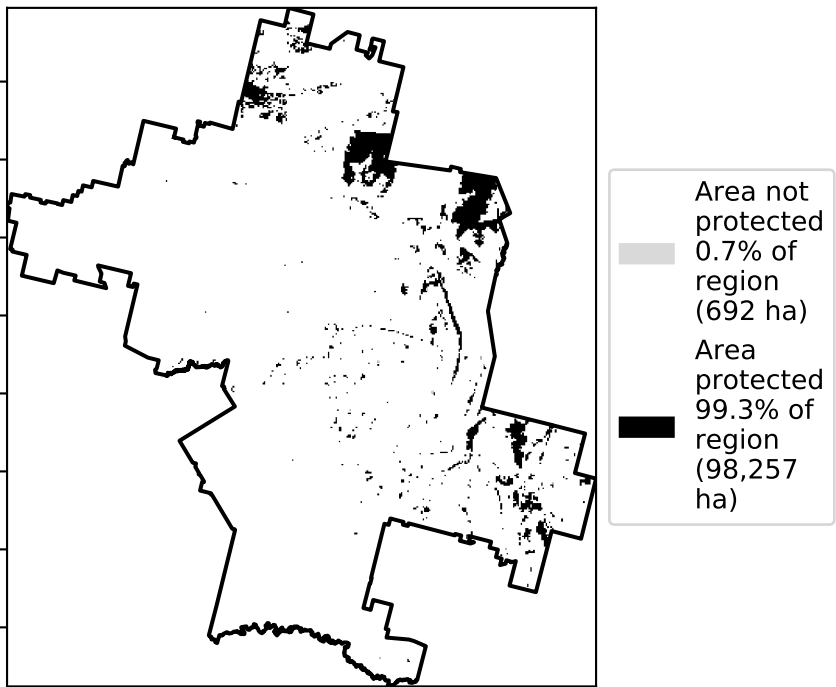 Area not
protected
0.7% of
region
(692 ha)
Area
protected
99.3% of
region
(98,257
ha)